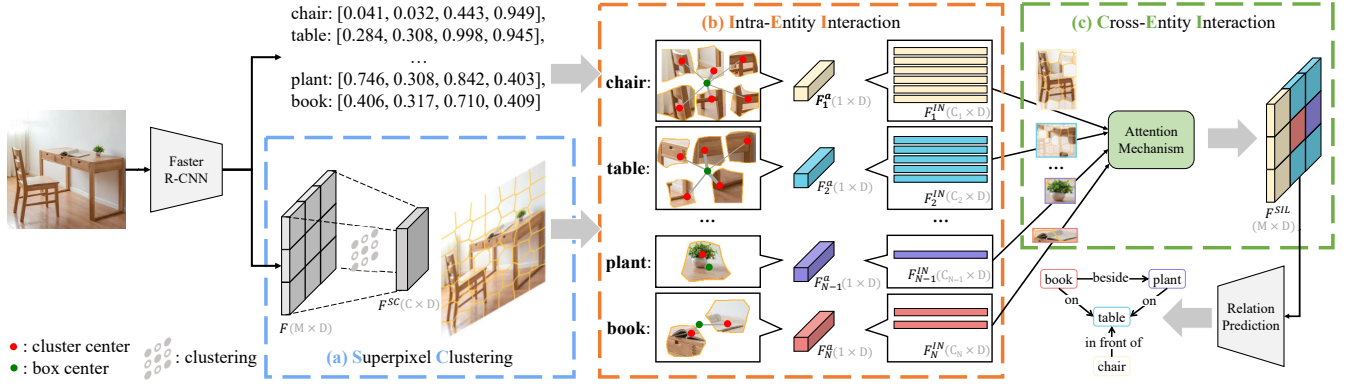 chair: [0.041, 0.032, 0.443, 0.949],
table: [0.284, 0.308, 0.998, 0.945],
...
plant: [0.746, 0.308, 0.842, 0.403],
book: [0.406, 0.317, 0.710, 0.409]
Faster
R-CNN
F(M × D)
F^SC(C × D)
(a) Superpixel Clustering
: cluster center
: box center
: clustering
(b) Intra-Entity Interaction
chair:
F_1^a(1 × D)
F_1^IN(C_1 × D)
table:
F_2^a(1 × D)
F_2^IN(C_2 × D)
...
...
plant:
F_{N-1}^a(1 × D)
F_{N-1}^IN(C_{N-1} × D)
book:
F_N^a(1 × D)
F_N^IN(C_N × D)
(c) Cross-Entity Interaction
...
Attention
Mechanism
F^SIL
(M × D)
book
beside
plant
on
on
table
in front of
chair
Relation
Prediction